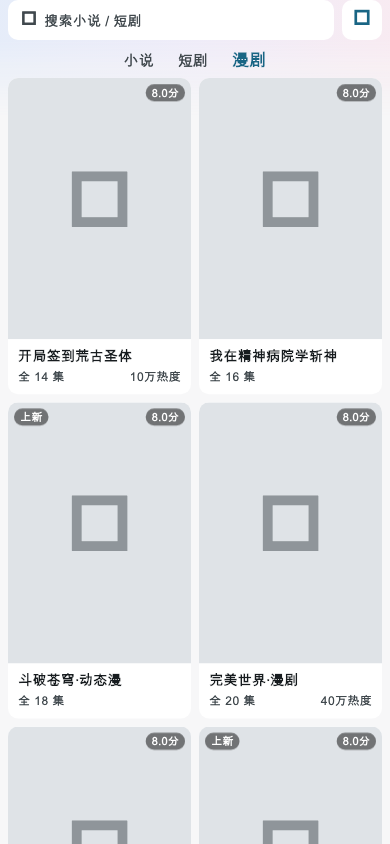 搜索小说 / 短剧
小说 短剧 漫剧
8.0分 8.0分
开局签到荒古圣体 我在精神病院学斩神
全 14 集 10万热度 全 16 集
上新 8.0分 8.0分
斗破苍穹·动态漫 完美世界·漫剧
全 18 集 全 20 集 40万热度
8.0分 上新 8.0分